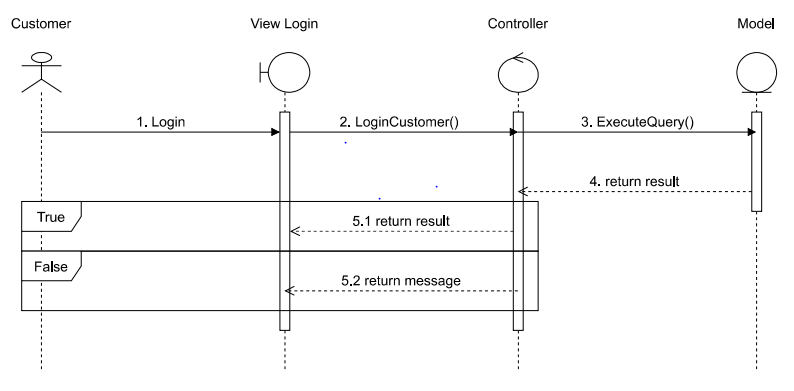 Customer
View Login
Controller
Model
1. Login
2. LoginCustomer()
3. ExecuteQuery()
4. return result
True
5.1 return result
False
5.2 return message